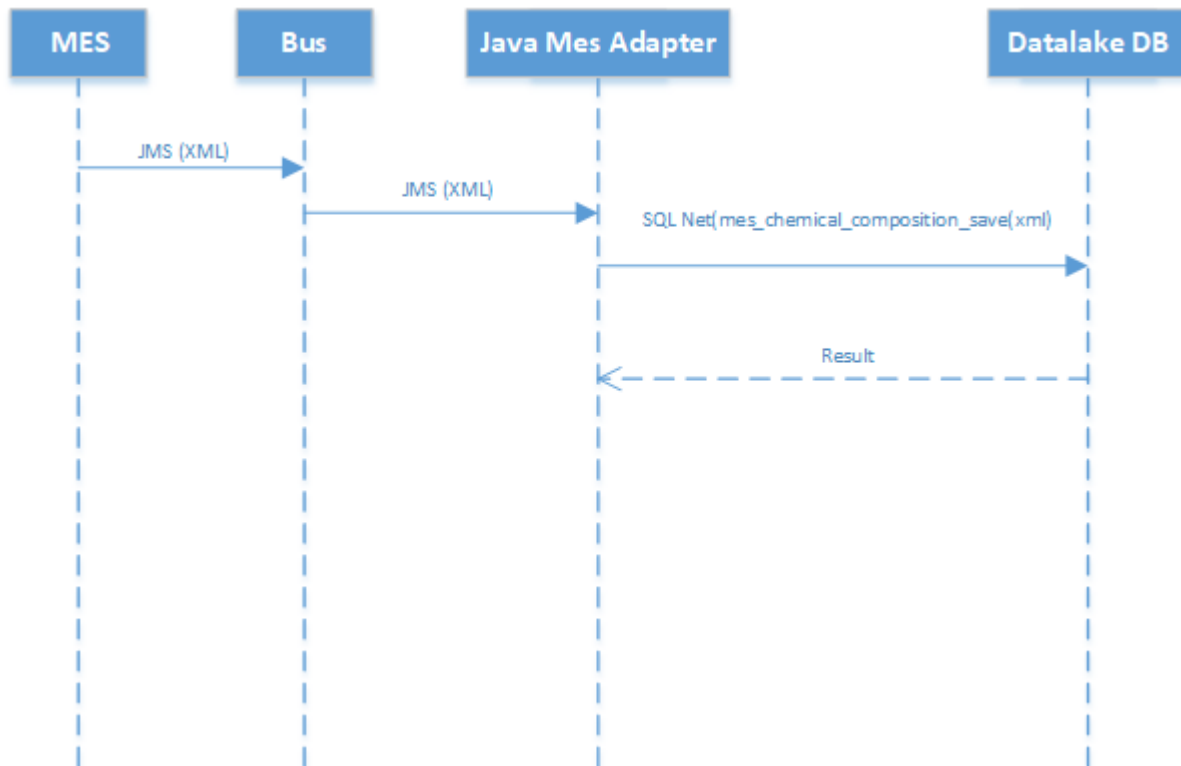 MES
Bus
Java Mes Adapter
Datalake DB
JMS (XML)
JMS (XML)
SQL Net(mes_chemical_composition_save(xml)
Result